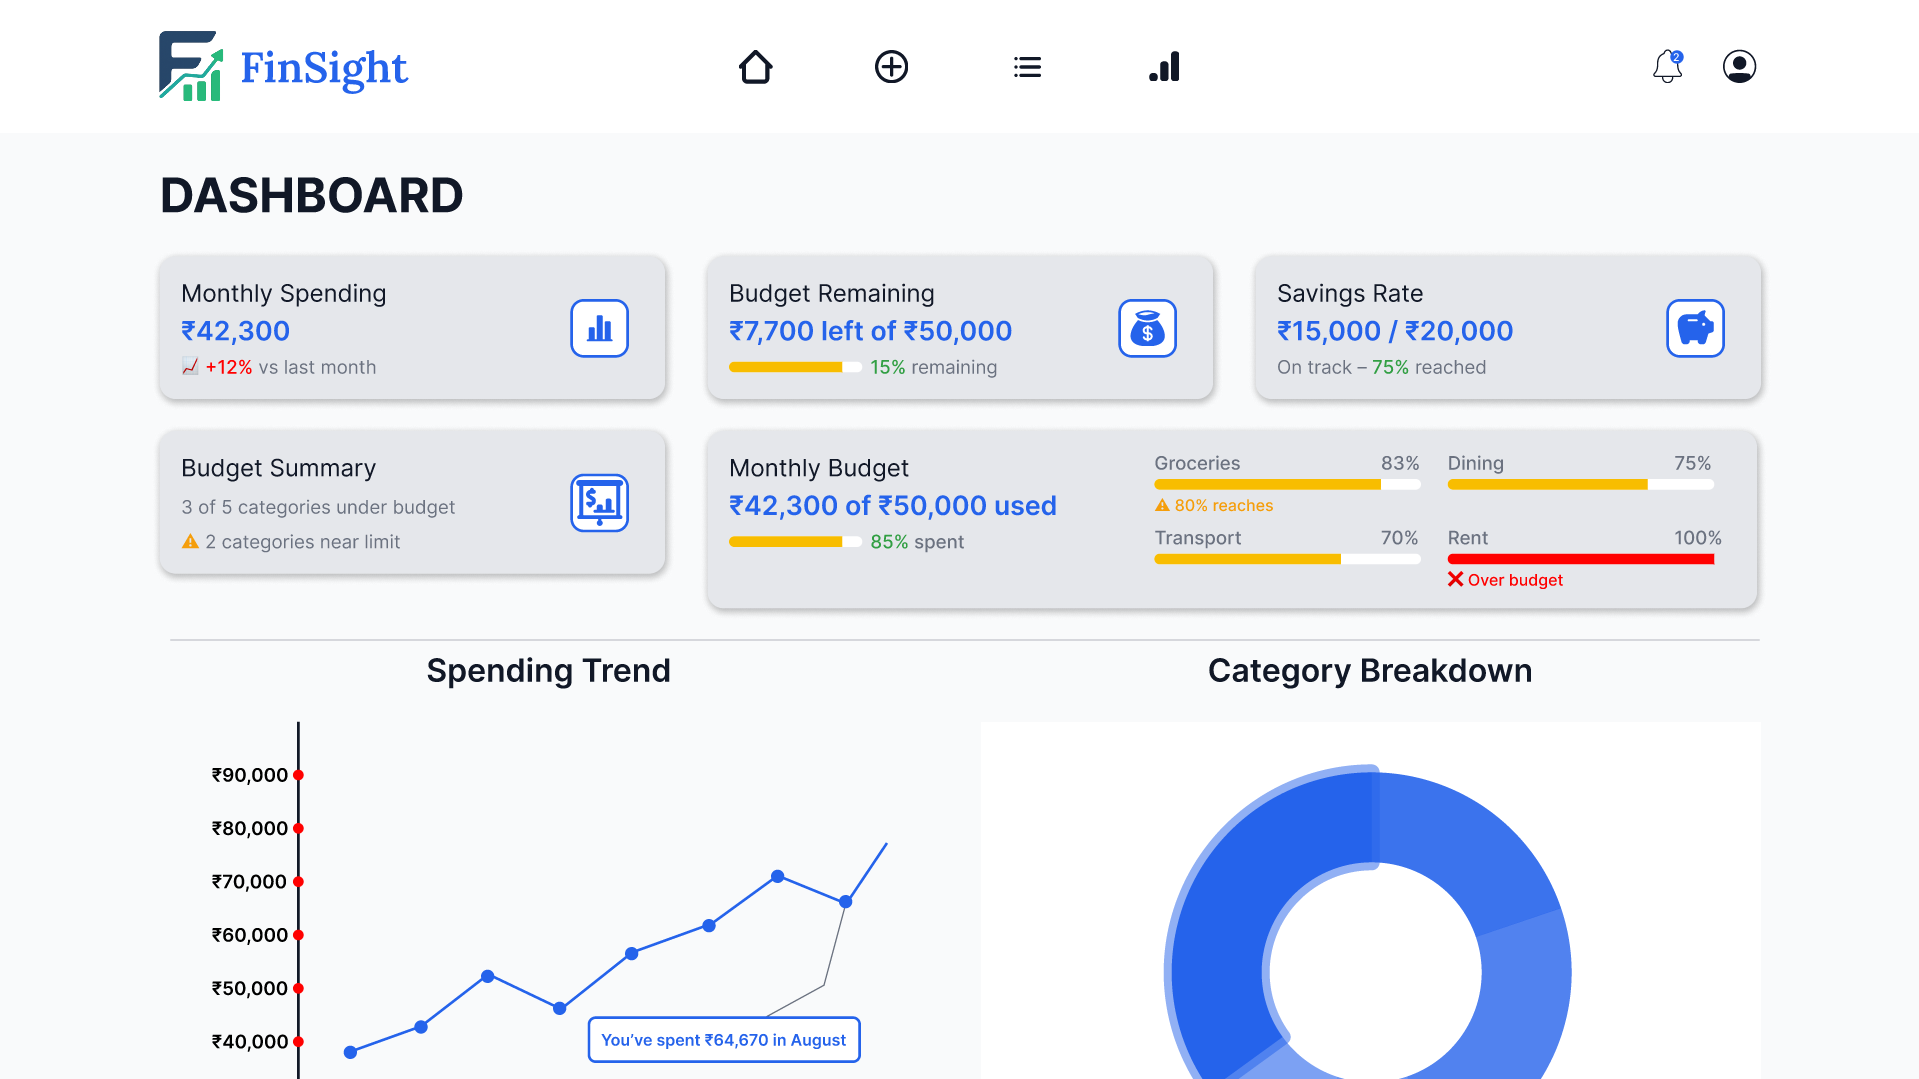 FinSight
2
DASHBOARD
Monthly Spending
₹42,300
+12% vs last month
Budget Remaining
₹7,700 left of ₹50,000
15% remaining
$
Savings Rate
₹15,000 / ₹20,000
On track – 75% reached
Budget Summary
3 of 5 categories under budget
2 categories near limit
$
Monthly Budget
₹42,300 of ₹50,000 used
85% spent
Groceries 83%
80% reaches
Dining 75%
Transport 70%
Rent 100%
Over budget
Spending Trend
₹90,000
₹80,000
₹70,000
₹60,000
₹50,000
₹40,000
You’ve spent ₹64,670 in August
Category Breakdown